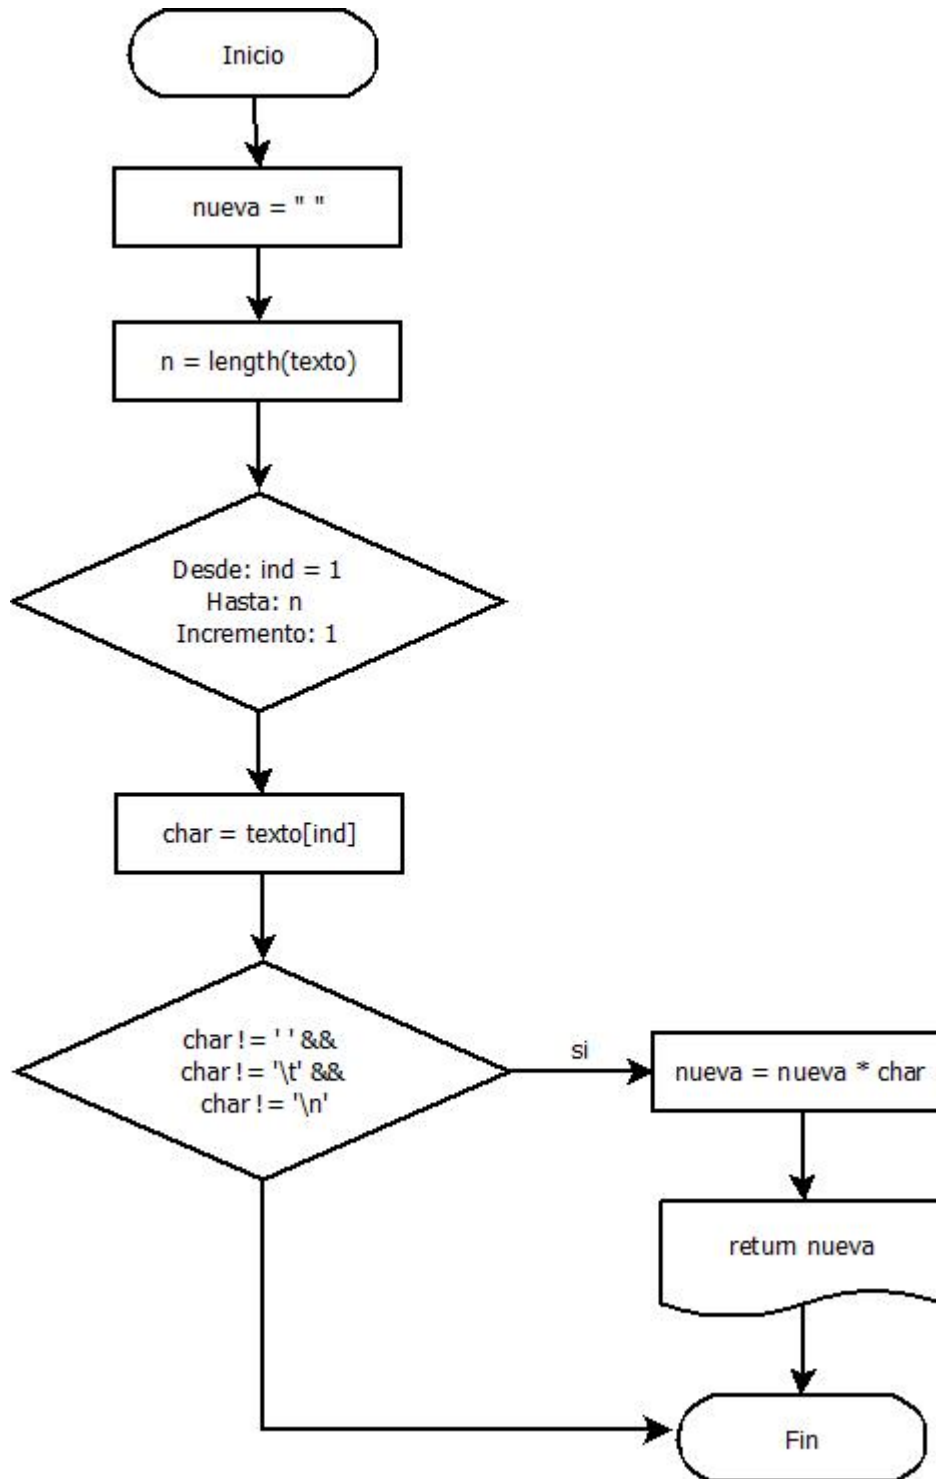 Inicio
nueva = " "
n = length(texto)
Desde: ind = 1
Hasta: n
Incremento: 1
char = texto[ind]
char != ' ' &&
char != '\t' &&
char != '\n'
si
nueva = nueva * char
return nueva
Fin